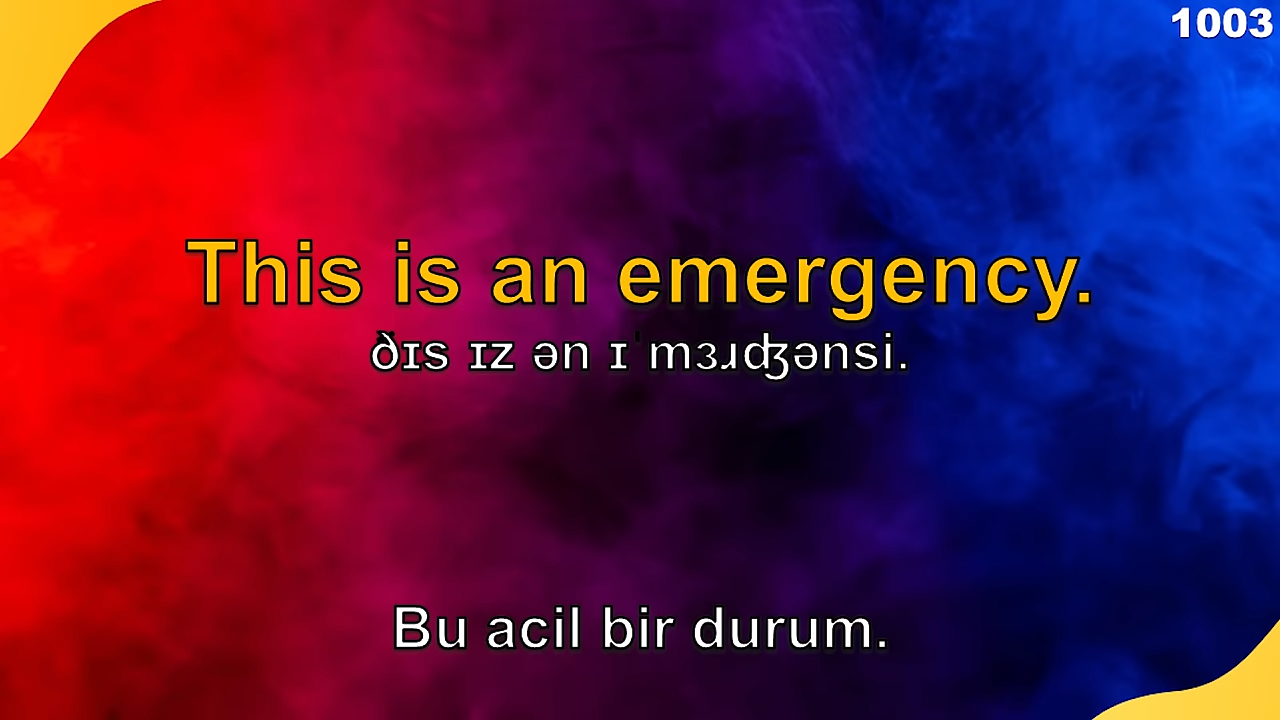 1003
This is an emergency.
ðɪs ɪz ən ɪˈmɜɹʤənsi.
Bu acil bir durum.